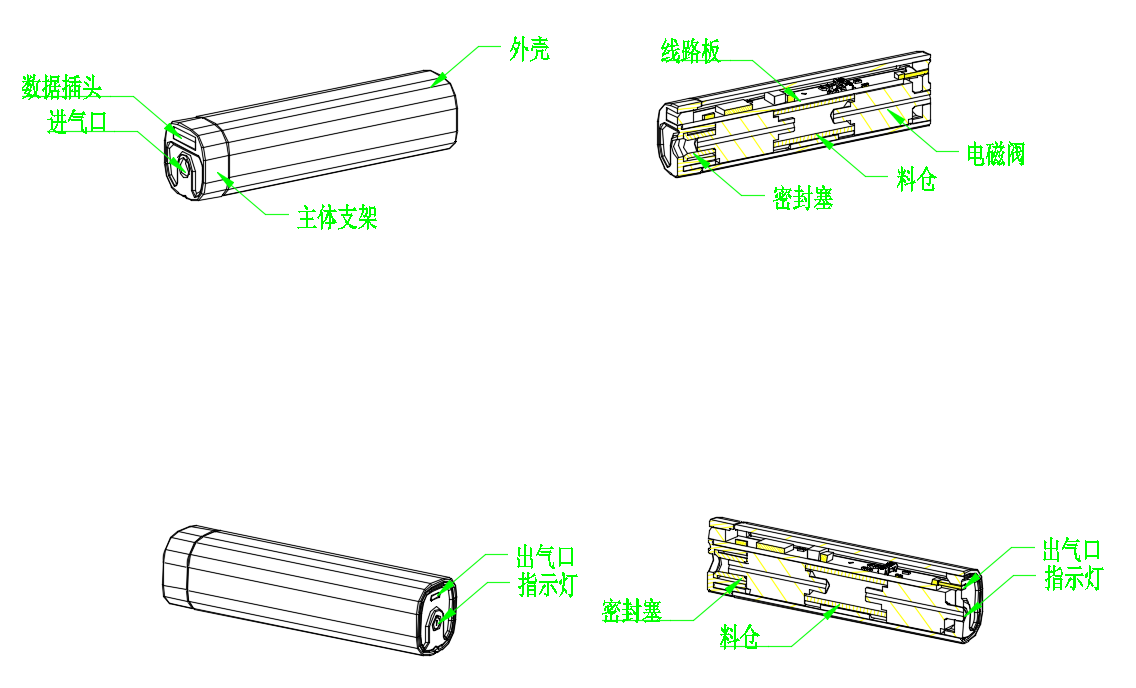 外壳
线路板
数据插头
进气口
电磁阀
料仓
密封塞
主体支架
出气口
出气口
指示灯
指示灯
密封塞
料仓